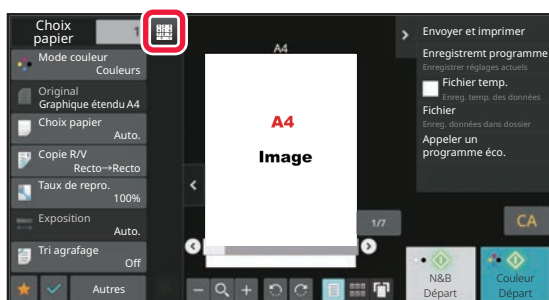 Choix
papier
1
Mode couleur
Couleurs
Original
Graphique étendu A4
Choix papier
Auto.
Copie R/V
Recto→Recto
Taux de repro.
100%
Exposition
Auto.
Tri agrafage
Off
Autres
A4
A4
Image
1/7
Envoyer et imprimer
Enregistremt programme
Enregistrer réglages actuels
Fichier temp.
Enreg. temp. des données
Fichier
Enreg. données dans dossier
Appeler un
programme éco.
CA
N&B
Départ
Couleur
Départ